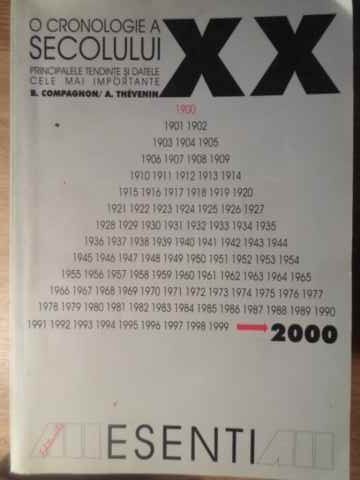 O CRONOLOGIE A
SECOLULUI
XX
PRINCIPALELE TENDINTE ȘI DATELE
CELE MAI IMPORTANTE
B. COMPAGNON/ A. THÉVENIN
1900
1901 1902
1903 1904 1905
1906 1907 1908 1909
1910 1911 1912 1913 1914
1915 1916 1917 1918 1919 1920
1921 1922 1923 1924 1925 1926 1927
1928 1929 1930 1931 1932 1933 1934 1935
1936 1937 1938 1939 1940 1941 1942 1943 1944
1945 1946 1947 1948 1949 1950 1951 1952 1953 1954
1955 1956 1957 1958 1959 1960 1961 1962 1963 1964 1965
1966 1967 1968 1969 1970 1971 1972 1973 1974 1975 1976 1977
1978 1979 1980 1981 1982 1983 1984 1985 1986 1987 1988 1989 1990
1991 1992 1993 1994 1995 1996 1997 1998 1999 2000
ALL ESENTIALL